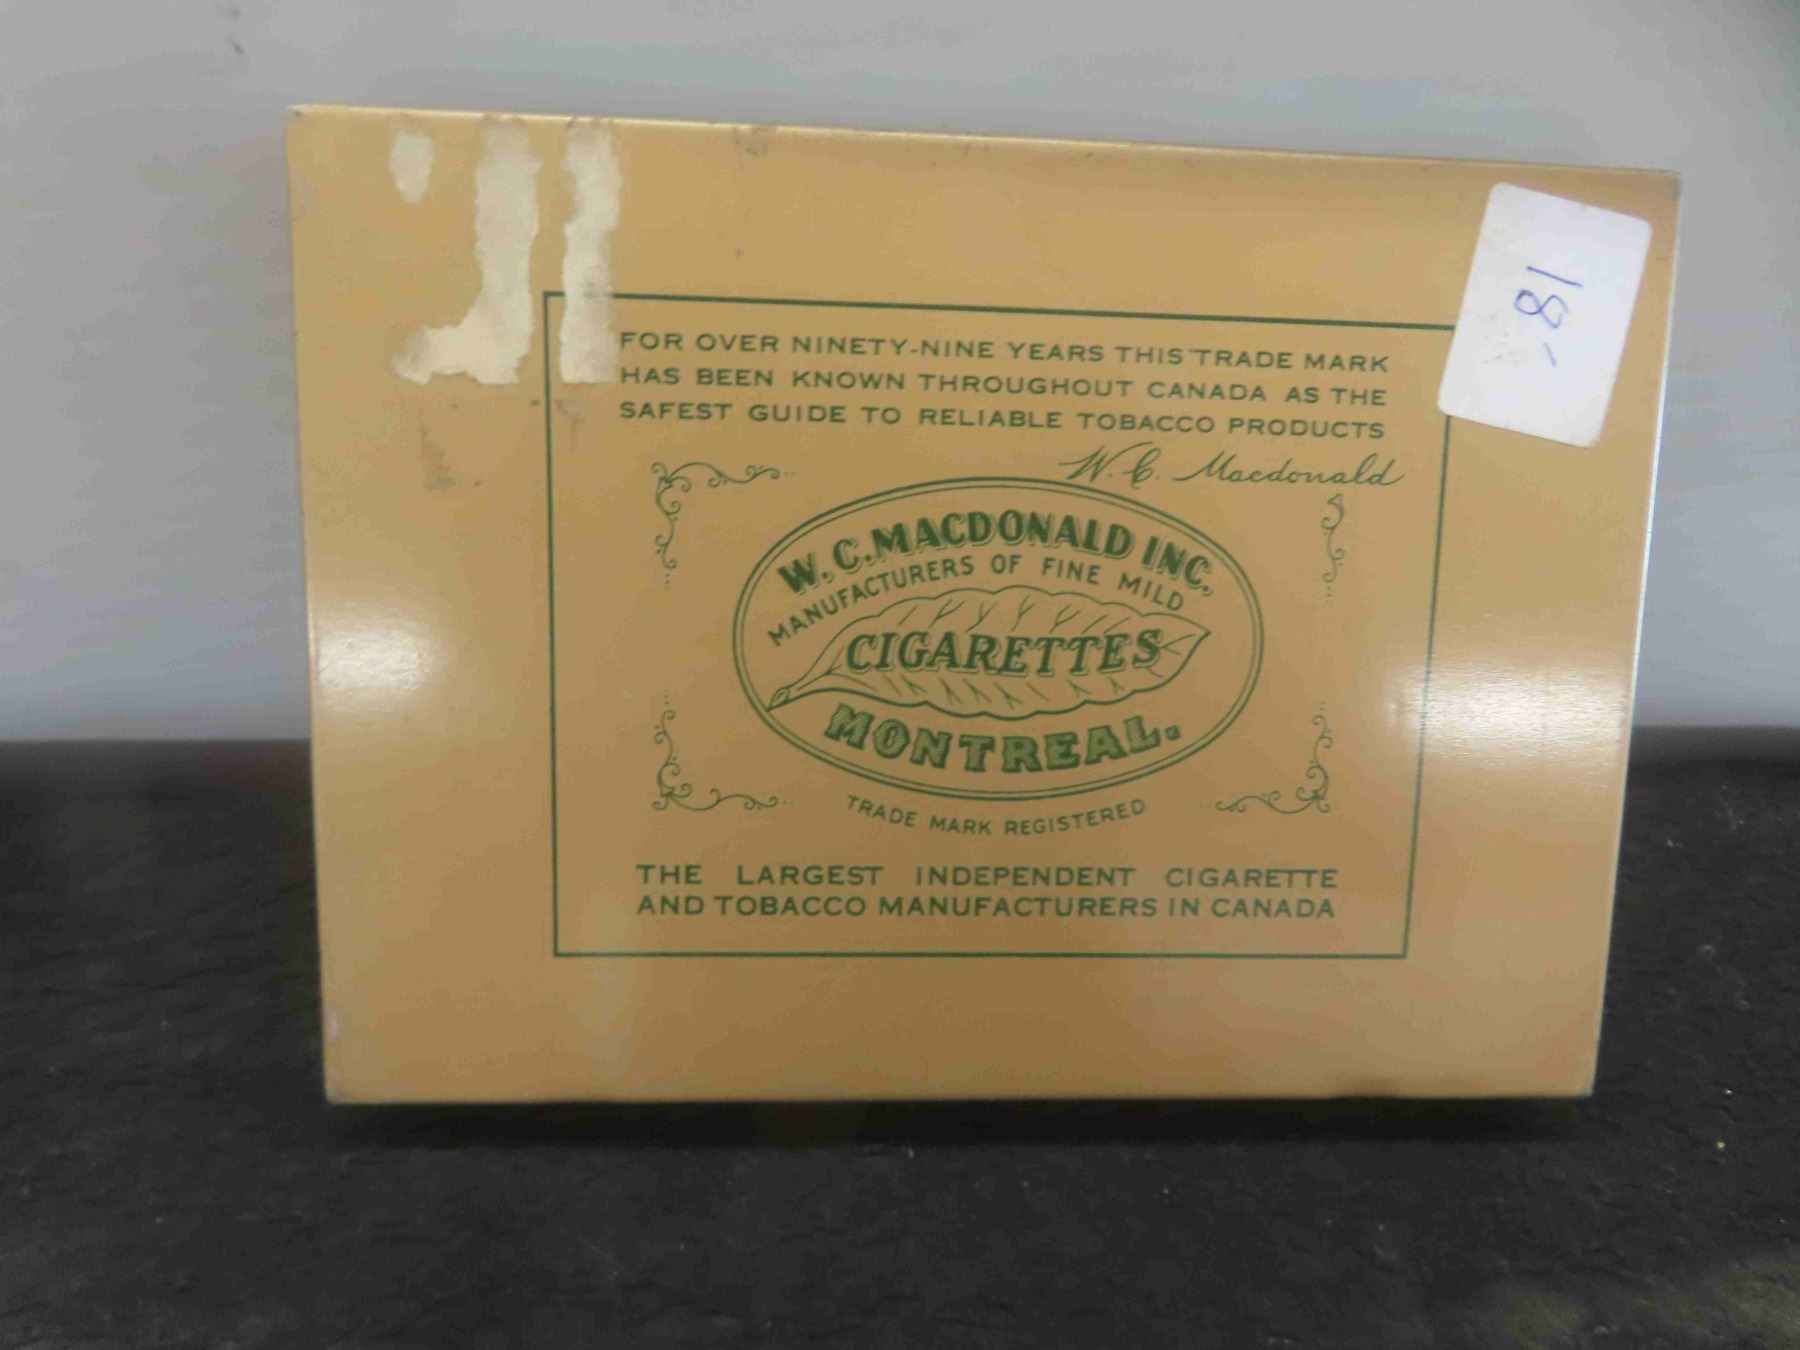 FOR OVER NINETY-NINE YEARS THIS TRADE MARK
HAS BEEN KNOWN THROUGHOUT CANADA AS THE
SAFEST GUIDE TO RELIABLE TOBACCO PRODUCTS
W. C. Macdonald
W. C. MACDONALD INC.
MANUFACTURERS OF FINE MILD
CIGARETTES
MONTREAL.
TRADE MARK REGISTERED
THE LARGEST INDEPENDENT CIGARETTE
AND TOBACCO MANUFACTURERS IN CANADA
18,-